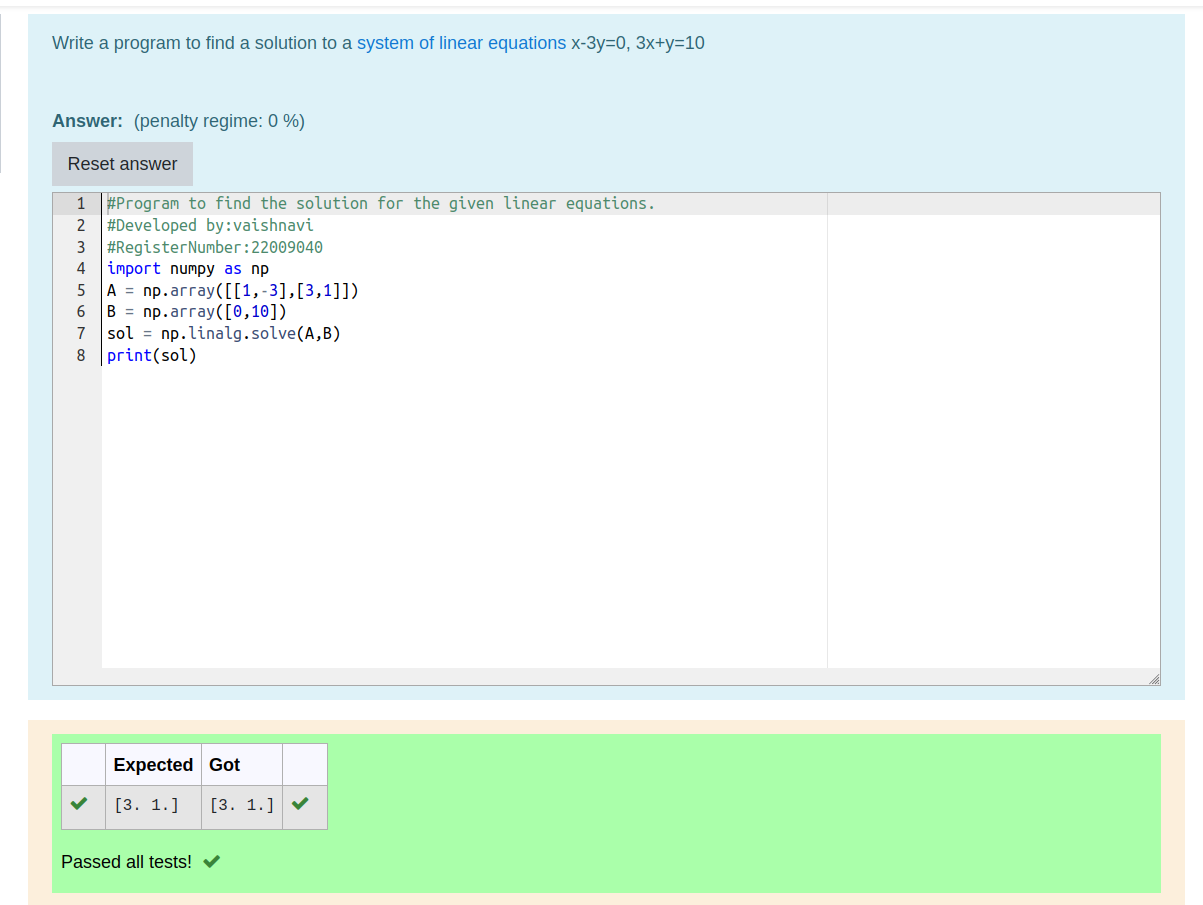 Write a program to find a solution to a system of linear equations x-3y=0, 3x+y=10
Answer: (penalty regime: 0 %)
Reset answer
1 #Program to find the solution for the given linear equations.
2 #Developed by:vaishnavi
3 #RegisterNumber:22009040
4 import numpy as np
5 A = np.array([[1,-3],[3,1]])
6 B = np.array([0,10])
7 sol = np.linalg.solve(A,B)
8 print(sol)
Expected Got
[3. 1.] [3. 1.]
Passed all tests!